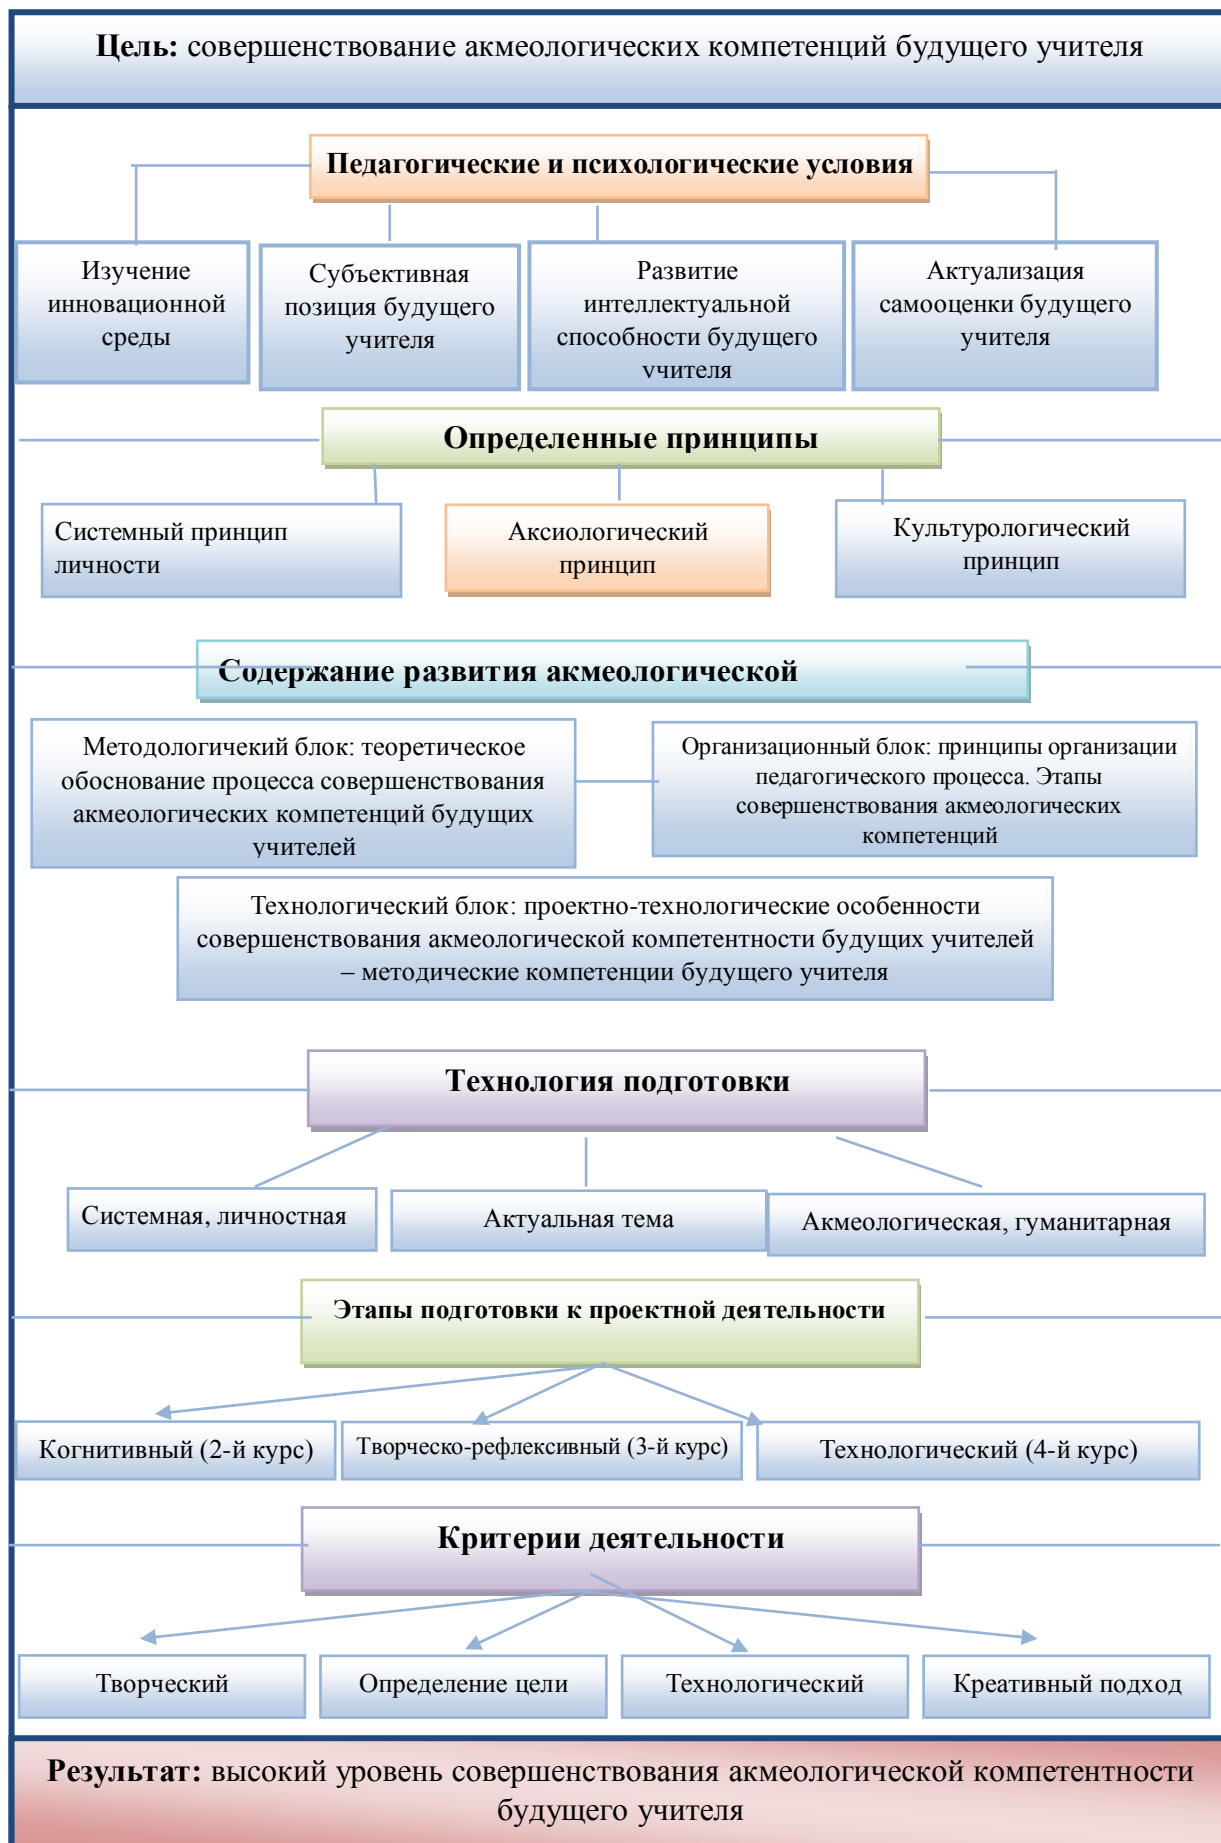 Цель: совершенствование акмеологических компетенций будущего учителя
Педагогические и психологические условия
Изучение
инновационной
среды
Субъективная
позиция будущего
учителя
Развитие
интеллектуальной
способности будущего
учителя
Актуализация
самооценки будущего
учителя
Определенные принципы
Системный принцип
личности
Аксиологический
принцип
Культурологический
принцип
Содержание развития акмеологической
Методологичекий блок: теоретическое
обоснование процесса совершенствования
акмеологических компетенций будущих
учителей
Организационный блок: принципы организации
педагогического процесса. Этапы
совершенствования акмеологических
компетенций
Технологический блок: проектно-технологические особенности
совершенствования акмеологической компетентности будущих учителей
– методические компетенции будущего учителя
Технология подготовки
Системная, личностная
Актуальная тема
Акмеологическая, гуманитарная
Этапы подготовки к проектной деятельности
Когнитивный (2-й курс)
Творческо-рефлексивный (3-й курс)
Технологический (4-й курс)
Критерии деятельности
Творческий
Определение цели
Технологический
Креативный подход
Результат: высокий уровень совершенствования акмеологической компетентности
будущего учителя